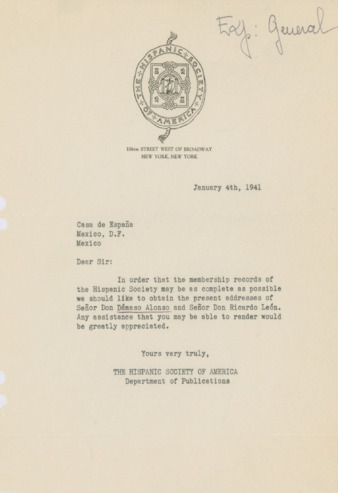 Exp: General
THE HISPANIC SOCIETY
OF AMERICA
156TH STREET WEST OF BROADWAY
NEW YORK, NEW YORK
January 4th, 1941
Casa de España
Mexico, D.F.
Mexico
Dear Sir:
In order that the membership records of
the Hispanic Society may be as complete as possible
we should like to obtain the present addresses of
Señor Don Dámaso Alonso and Señor Don Ricardo León.
Any assistance that you may be able to render would
be greatly appreciated.
Yours very truly,
THE HISPANIC SOCIETY OF AMERICA
Department of Publications